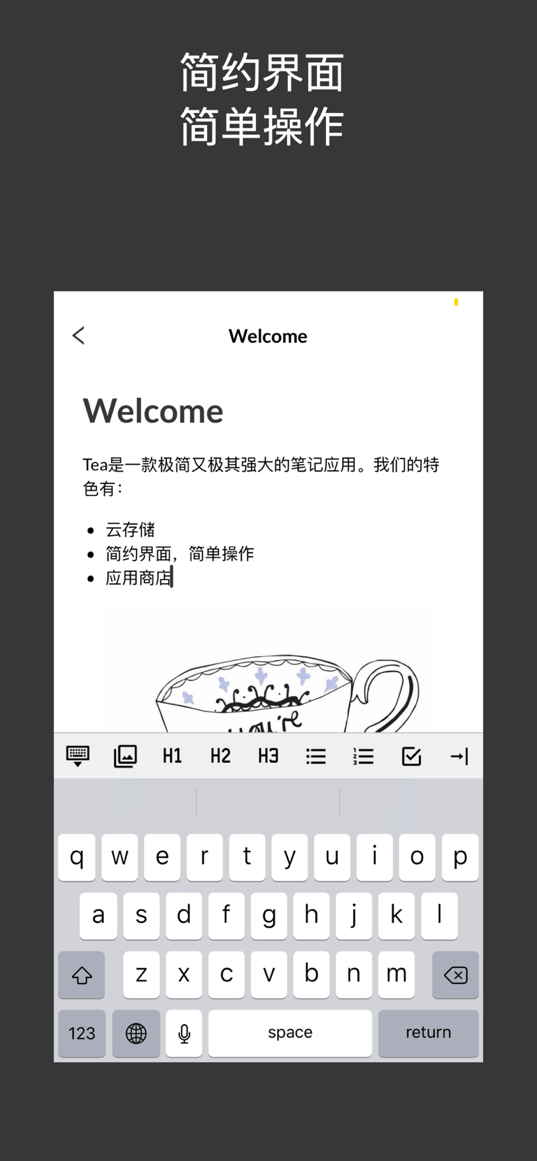 简约界面
简单操作
Welcome
Welcome
Tea是一款极简又极其强大的笔记应用。我们的特
色有：
云存储
简约界面，简单操作
应用商店
you're
H1 H2 H3
q w e r t y u i o p
a s d f g h j k l
z x c v b n m
123 space return